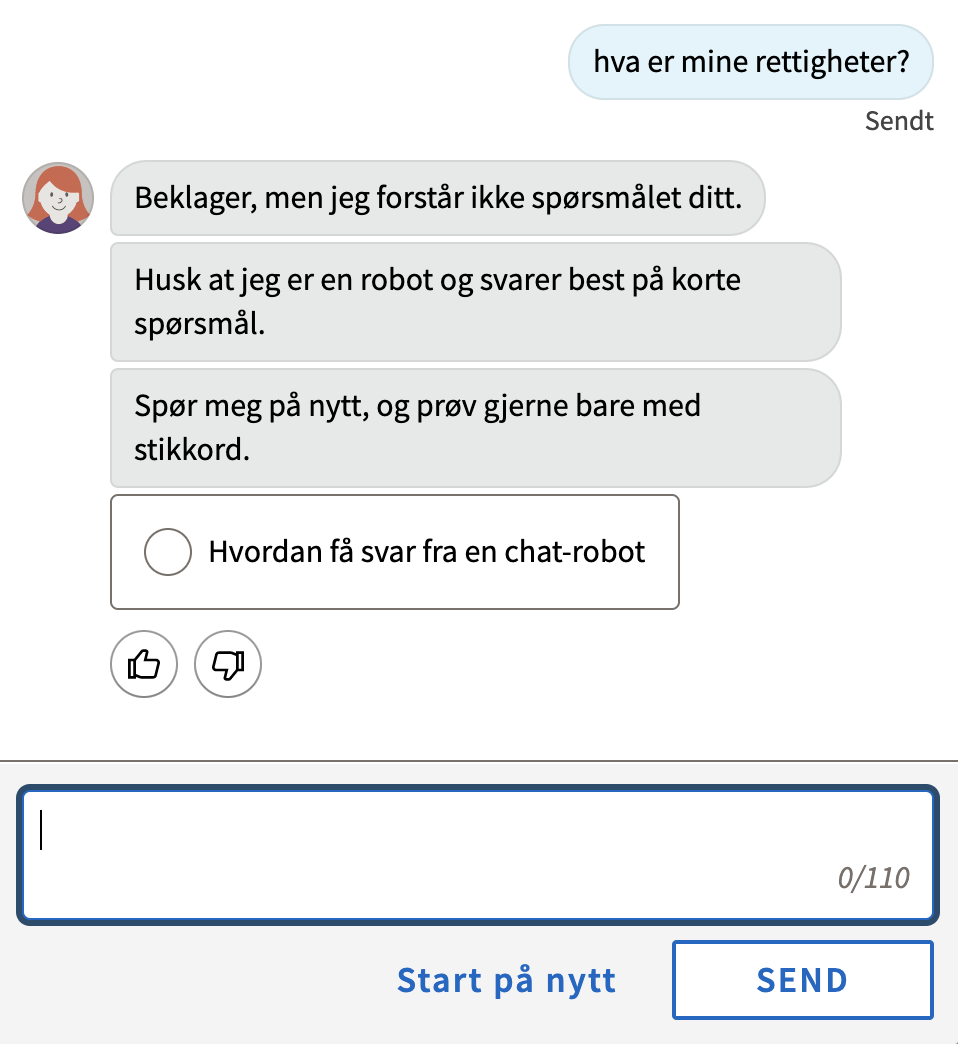 hva er mine rettigheter?
Sendt
Beklager, men jeg forstår ikke spørsmålet ditt.
Husk at jeg er en robot og svarer best på korte
spørsmål.
Spør meg på nytt, og prøv gjerne bare med
stikkord.
Hvordan få svar fra en chat-robot
0/110
Start på nytt
SEND